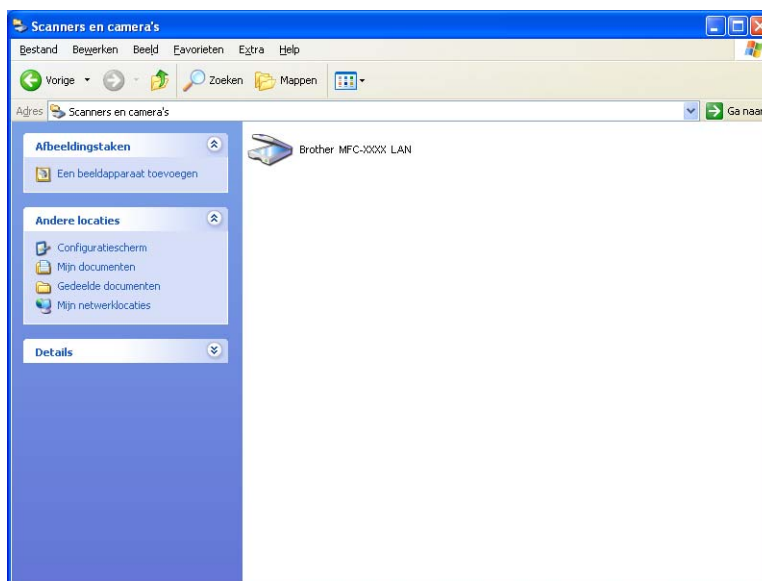 Scanners en camera's
Bestand Bewerken Beeld Favorieten Extra Help
Vorige Zoeken Mappen
Adres Scanners en camera's Ga naar
Afbeeldingstaken
Een beeldapparaat toevoegen
Brother MFC-XXXX LAN
Andere locaties
Configuratiescherm
Mijn documenten
Gedeelde documenten
Mijn netwerklocaties
Details